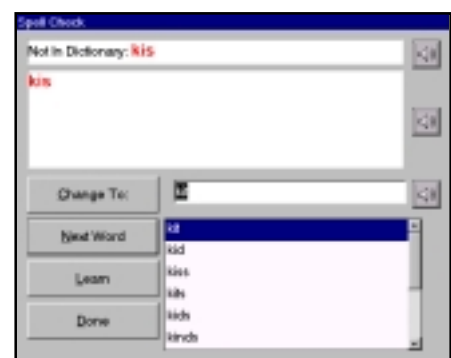 Spell Check
Not In Dictionary: kis
kis
Change To:
kit
Next Word
Learn
Done
kit
kid
kiss
kits
kids
kinds